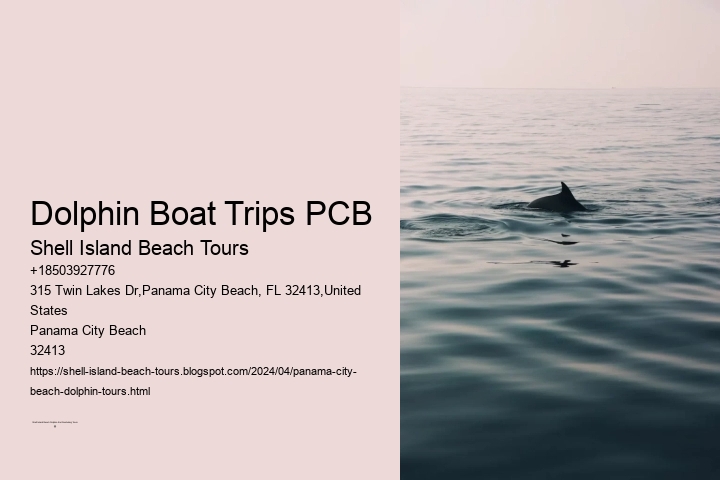 Dolphin Boat Trips PCB
Shell Island Beach Tours
+18503927776
315 Twin Lakes Dr,Panama City Beach, FL 32413,United
States
Panama City Beach
32413
https://shell-island-beach-tours.blogspot.com/2024/04/panama-city-
beach-dolphin-tours.html